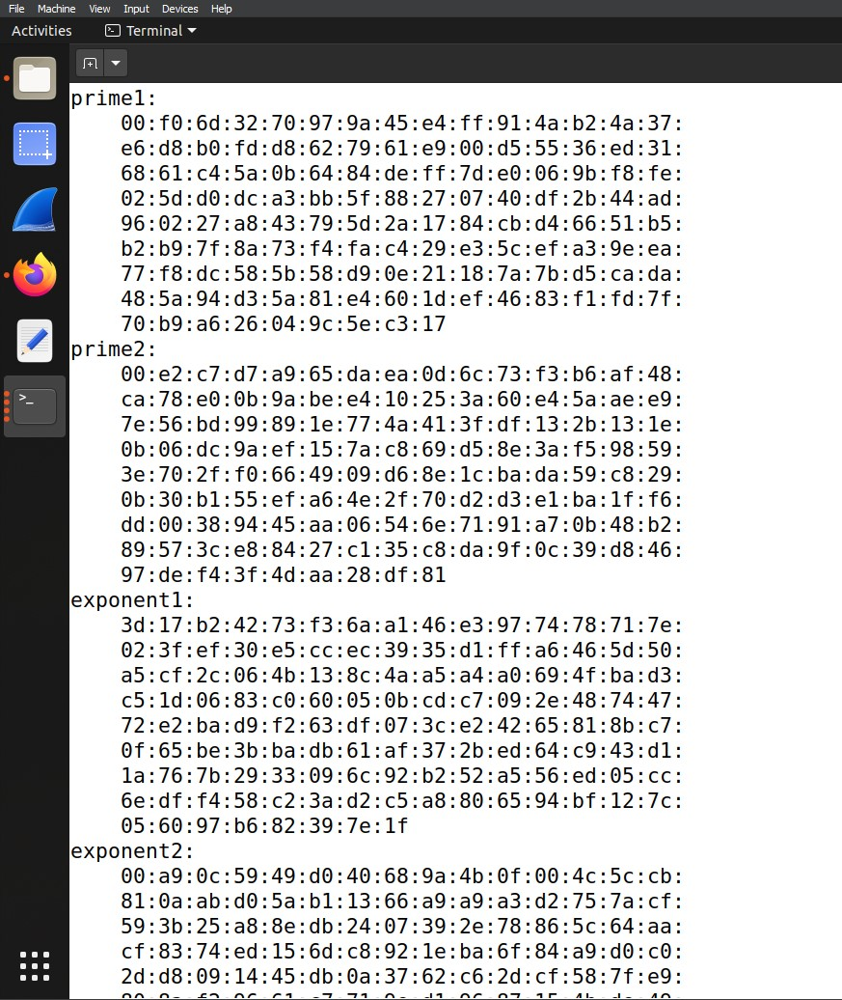 File Machine View Input Devices Help
Activities Terminal
prime1:
00:f0:6d:32:70:97:9a:45:e4:ff:91:4a:b2:4a:37:
e6:d8:b0:fd:d8:62:79:61:e9:00:d5:55:36:ed:31:
68:61:c4:5a:0b:64:84:de:ff:7d:e0:06:9b:f8:fe:
02:5d:d0:dc:a3:bb:5f:88:27:07:40:df:2b:44:ad:
96:02:27:a8:43:79:5d:2a:17:84:cb:d4:66:51:b5:
b2:b9:7f:8a:73:f4:fa:c4:29:e3:5c:ef:a3:9e:ea:
77:f8:dc:58:5b:58:d9:0e:21:18:7a:7b:d5:ca:da:
48:5a:94:d3:5a:81:e4:60:1d:ef:46:83:f1:fd:7f:
70:b9:a6:26:04:9c:5e:c3:17
prime2:
00:e2:c7:d7:a9:65:da:ea:0d:6c:73:f3:b6:af:48:
ca:78:e0:0b:9a:be:e4:10:25:3a:60:e4:5a:ae:e9:
7e:56:bd:99:89:1e:77:4a:41:3f:df:13:2b:13:1e:
0b:06:dc:9a:ef:15:7a:c8:69:d5:8e:3a:f5:98:59:
3e:70:2f:f0:66:49:09:d6:8e:1c:ba:da:59:c8:29:
0b:30:b1:55:ef:a6:4e:2f:70:d2:d3:e1:ba:1f:f6:
dd:00:38:94:45:aa:06:54:6e:71:91:a7:0b:48:b2:
89:57:3c:e8:84:27:c1:35:c8:da:9f:0c:39:d8:46:
97:de:f4:3f:4d:aa:28:df:81
exponent1:
3d:17:b2:42:73:f3:6a:a1:46:e3:97:74:78:71:7e:
02:3f:ef:30:e5:cc:ec:39:35:d1:ff:a6:46:5d:50:
a5:cf:2c:06:4b:13:8c:4a:a5:a4:a0:69:4f:ba:d3:
c5:1d:06:83:c0:60:05:0b:cd:c7:09:2e:48:74:47:
72:e2:ba:d9:f2:63:df:07:3c:e2:42:65:81:8b:c7:
0f:65:be:3b:ba:db:61:af:37:2b:ed:64:c9:43:d1:
1a:76:7b:29:33:09:6c:92:b2:52:a5:56:ed:05:cc:
6e:df:f4:58:c2:3a:d2:c5:a8:80:65:94:bf:12:7c:
05:60:97:b6:82:39:7e:1f
exponent2:
00:a9:0c:59:49:d0:40:68:9a:4b:0f:00:4c:5c:cb:
81:0a:ab:d0:5a:b1:13:66:a9:a9:a3:d2:75:7a:cf:
59:3b:25:a8:8e:db:24:07:39:2e:78:86:5c:64:aa:
cf:83:74:ed:15:6d:c8:92:1e:ba:6f:84:a9:d0:c0:
2d:d8:09:14:45:db:0a:37:62:c6:2d:cf:58:7f:e9: